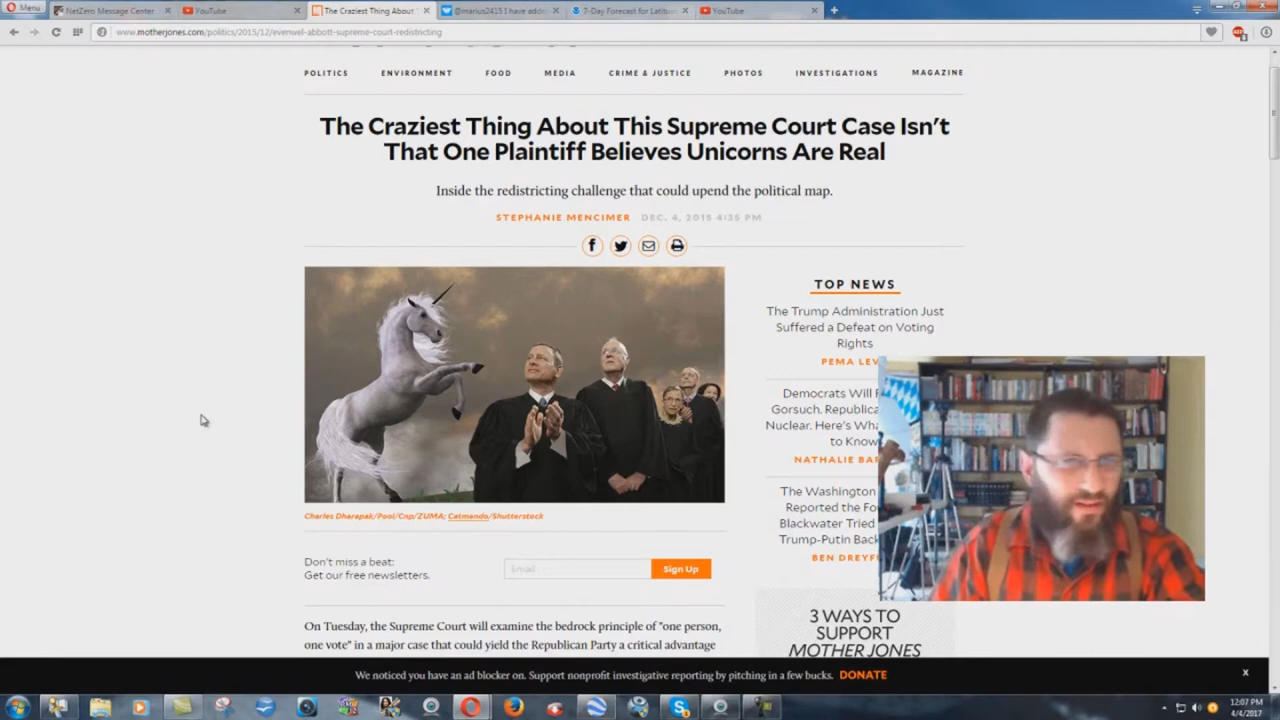 Menu
NetZero Message Center
YouTube
The Craziest Thing About
@marius2415 I have add
7-Day Forecast for Latitu
YouTube
www.motherjones.com/politics/2015/12/evenwel-abbott-supreme-court-redistricting
POLITICS ENVIRONMENT FOOD MEDIA CRIME & JUSTICE PHOTOS INVESTIGATIONS MAGAZINE
The Craziest Thing About This Supreme Court Case Isn't
That One Plaintiff Believes Unicorns Are Real
Inside the redistricting challenge that could upend the political map.
STEPHANIE MENCIMER DEC. 4, 2015 4:35 PM
Charles Dharapak/Pool/Cnp/ZUMA; Catmando/Shutterstock
Don't miss a beat:
Get our free newsletters.
Email
Sign Up
On Tuesday, the Supreme Court will examine the bedrock principle of "one person,
one vote" in a major case that could yield the Republican Party a critical advantage
TOP NEWS
The Trump Administration Just
Suffered a Defeat on Voting
Rights
PEMA LEV
Democrats Will F
Gorsuch. Republica
Nuclear. Here's Wha
to Know
NATHALIE BA
The Washington
Reported the Fo
Blackwater Tried
Trump-Putin Back
BEN DREYF
3 WAYS TO
SUPPORT
MOTHER JONES
We noticed you have an ad blocker on. Support nonprofit investigative reporting by pitching in a few bucks. DONATE
X
12:07 PM
4/4/2017